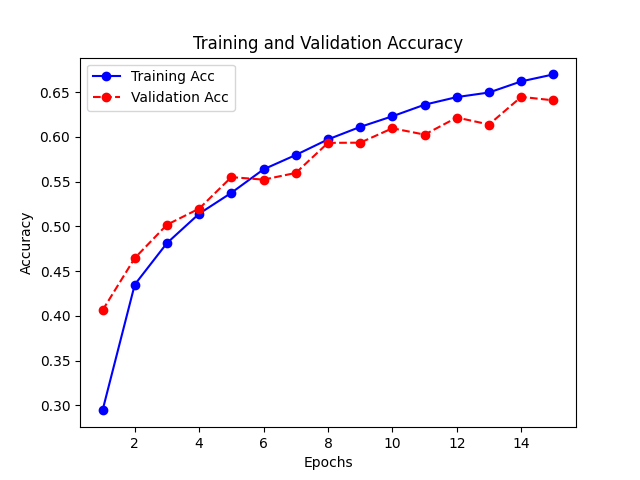 Training and Validation Accuracy
Training Acc
Validation Acc
Accuracy
0.65
0.60
0.55
0.50
0.45
0.40
0.35
0.30
2 4 6 8 10 12 14
Epochs